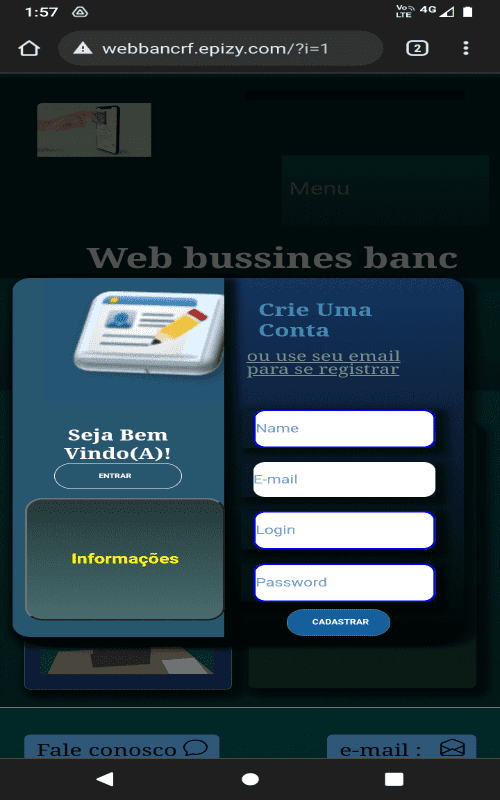 1:57
Vo
LTE
4G
webbancrf.epizy.com/?i=1
2
Menu
Web bussines banc
Seja Bem
Vindo(A)!
ENTRAR
Informações
Crie Uma
Conta
ou use seu email
para se registrar
Name
E-mail
Login
Password
CADASTRAR
Fale conosco
e-mail :